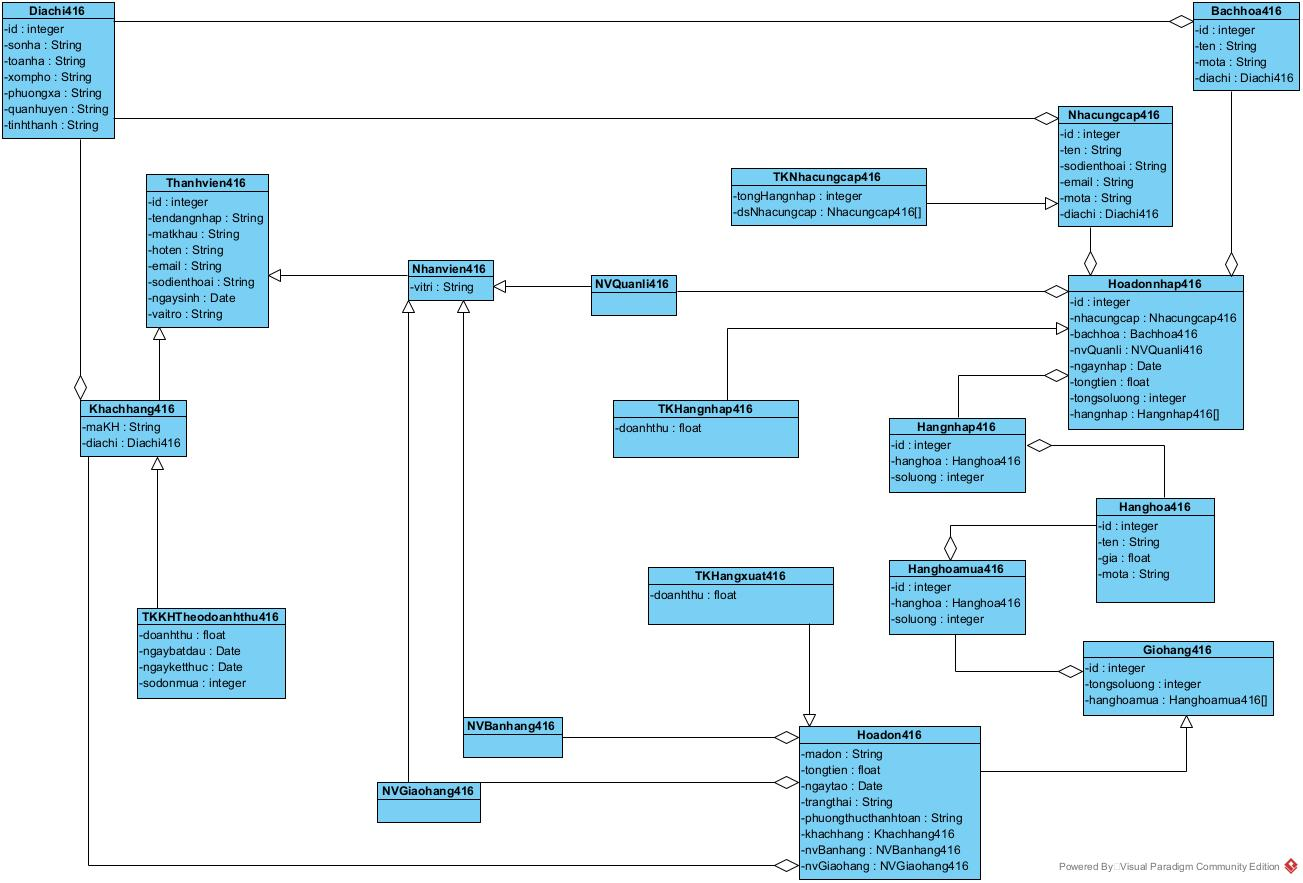 Diachi416
-id : integer
-sonha : String
-toanha : String
-xompho : String
-phuongxa : String
-quanhuyen : String
-tinhthanh : String
Bachhoa416
-id : integer
-ten : String
-mota : String
-diachi : Diachi416
Nhacungcap416
-id : integer
-ten : String
-sodienthoai : String
-email : String
-mota : String
-diachi : Diachi416
TKNhacungcap416
-tongHangnhap : integer
-dsNhacungcap : Nhacungcap416[]
Thanhvien416
-id : integer
-tendangnhap : String
-matkhau : String
-hoten : String
-email : String
-sodienthoai : String
-ngaysinh : Date
-vaitro : String
Nhanvien416
-vitri : String
NVQuanli416
Hoadonnhap416
-id : integer
-nhacungcap : Nhacungcap416
-bachhoa : Bachhoa416
-nvQuanli : NVQuanli416
-ngaynhap : Date
-tongtien : float
-tongsoluong : integer
-hangnhap : Hangnhap416[]
Khachhang416
-maKH : String
-diachi : Diachi416
TKHangnhap416
-doanhthu : float
Hangnhap416
-id : integer
-hanghoa : Hanghoa416
-soluong : integer
Hanghoa416
-id : integer
-ten : String
-gia : float
-mota : String
TKHangxuat416
-doanhthu : float
Hanghoamua416
-id : integer
-hanghoa : Hanghoa416
-soluong : integer
TKKHTheodoanhthu416
-doanhthu : float
-ngaybatdau : Date
-ngayketthuc : Date
-sodonmua : integer
Giohang416
-id : integer
-tongsoluong : integer
-hanghoamua : Hanghoamua416[]
NVBanhang416
NVGiaohang416
Hoadon416
-madon : String
-tongtien : float
-ngaytao : Date
-trangthai : String
-phuongthucthanhtoan : String
-khachhang : Khachhang416
-nvBanhang : NVBanhang416
-nvGiaohang : NVGiaohang416
Powered By Visual Paradigm Community Edition